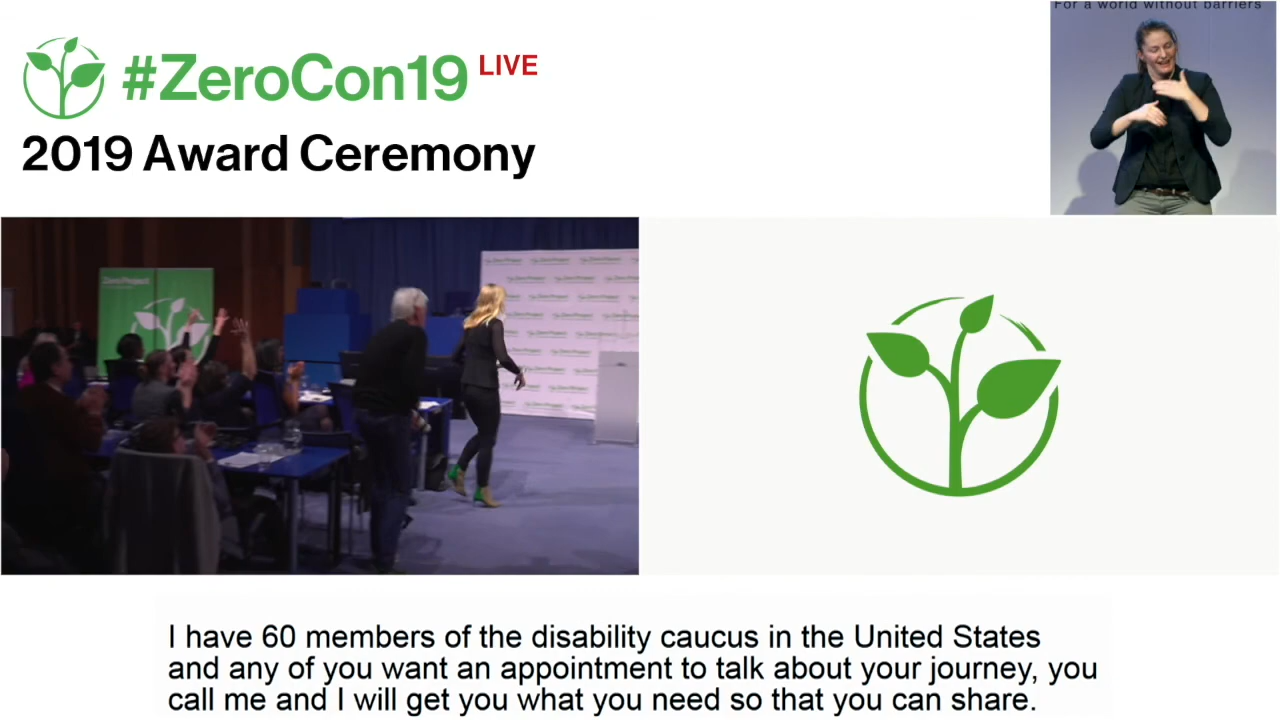 For a world without barriers
#ZeroCon19 LIVE
2019 Award Ceremony
ZeroProject
I have 60 members of the disability caucus in the United States
and any of you want an appointment to talk about your journey, you
call me and I will get you what you need so that you can share.